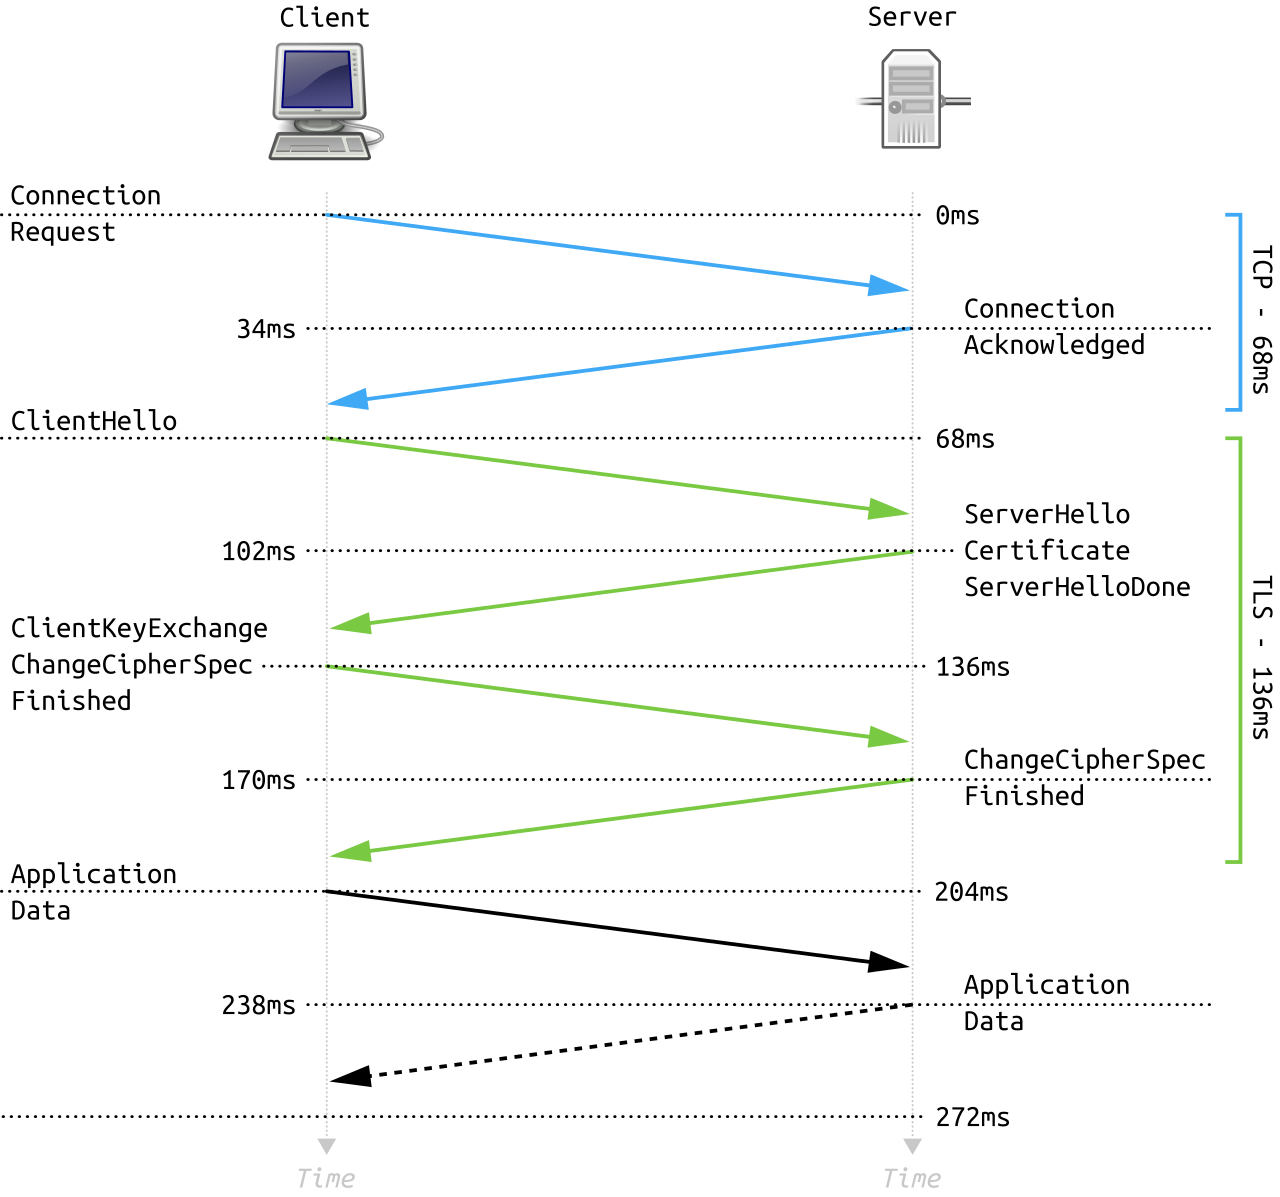 Client
Server
Connection
Request
0ms
TCP - 68ms
34ms
Connection
Acknowledged
ClientHello
68ms
TLS - 136ms
102ms
ServerHello
Certificate
ServerHelloDone
ClientKeyExchange
ChangeCipherSpec
Finished
136ms
170ms
ChangeCipherSpec
Finished
Application
Data
204ms
238ms
Application
Data
272ms
Time
Time